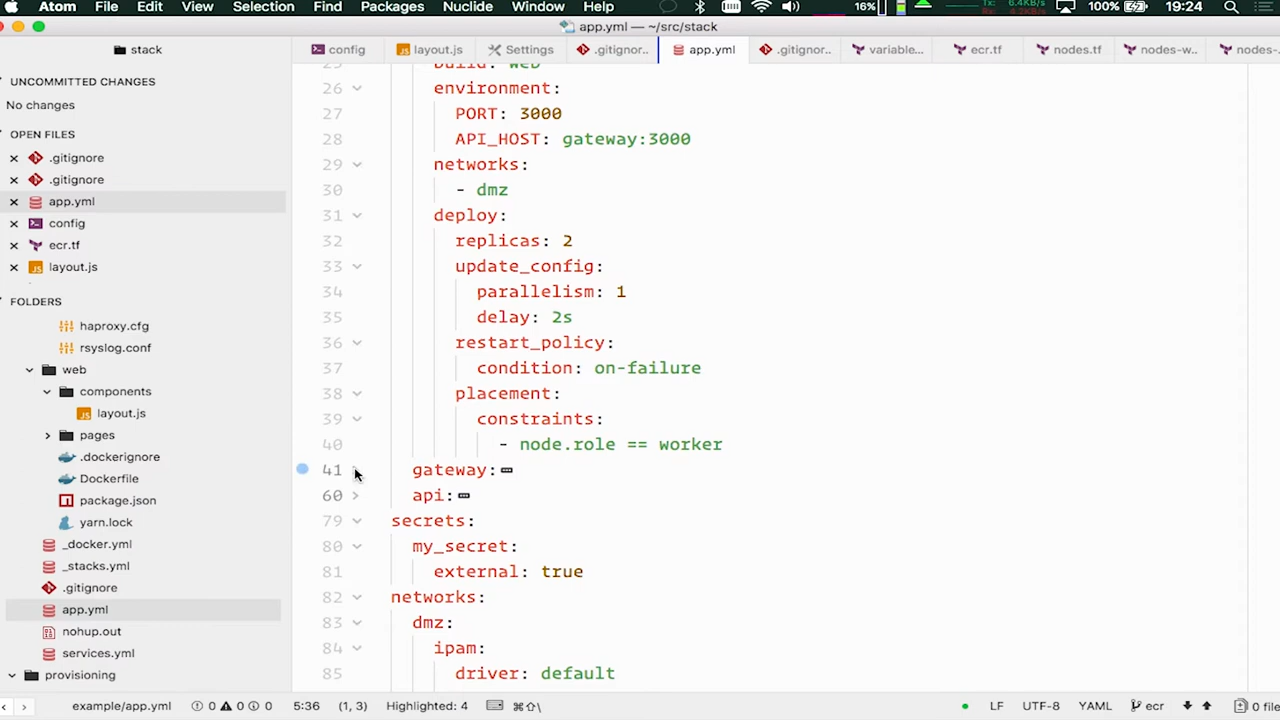 Atom File Edit View Selection Find Packages Nuclide Window Help 16% 100% 19:24
app.yml — ~/src/stack
stack
config layout.js Settings .gitignor.. app.yml .gitignor.. variable... ecr.tf nodes.tf nodes-w... nodes-
UNCOMMITTED CHANGES
No changes
OPEN FILES
.gitignore
.gitignore
app.yml
config
ecr.tf
layout.js
FOLDERS
haproxy.cfg
rsyslog.conf
web
components
layout.js
pages
.dockerignore
Dockerfile
package.json
yarn.lock
_docker.yml
_stacks.yml
.gitignore
app.yml
nohup.out
services.yml
provisioning
25 build: web
26 environment:
27 PORT: 3000
28 API_HOST: gateway:3000
29 networks:
30 - dmz
31 deploy:
32 replicas: 2
33 update_config:
34 parallelism: 1
35 delay: 2s
36 restart_policy:
37 condition: on-failure
38 placement:
39 constraints:
40 - node.role == worker
41 gateway:
60 api:
79 secrets:
80 my_secret:
81 external: true
82 networks:
83 dmz:
84 ipam:
85 driver: default
example/app.yml 0 0 0 5:36 (1, 3) Highlighted: 4 LF UTF-8 YAML ecr 0 file